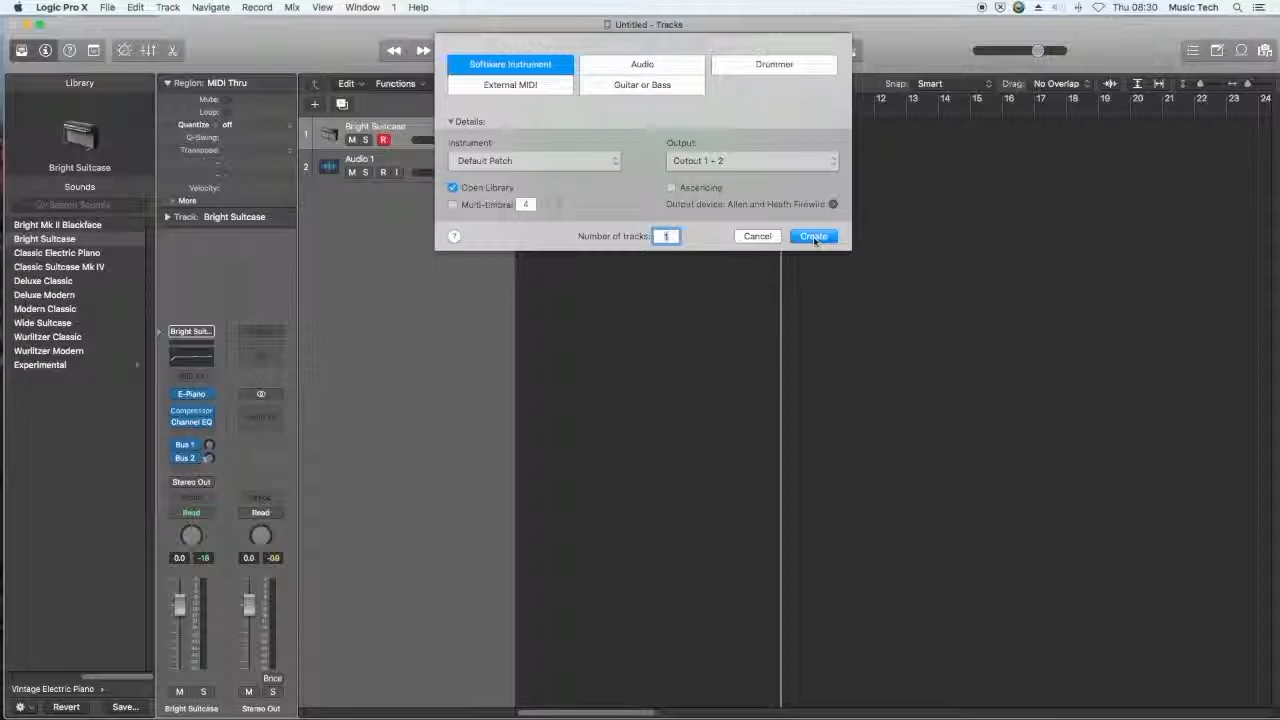 Logic Pro X File Edit Track Navigate Record Mix View Window 1 Help Thu 08:30 Music Tech
Untitled - Tracks
Software Instrument Audio Drummer
External MIDI Guitar or Bass
Details:
Instrument: Output:
Default Patch Output 1 + 2
Open Library Ascending
Multi-timbral 4 Output device: Allen and Heath Firewire
? Number of tracks: 1 Cancel Create
Library
Bright Suitcase
Sounds
Search Sounds
Bright Mk II Blackface
Bright Suitcase
Classic Electric Piano
Classic Suitcase Mk IV
Deluxe Classic
Deluxe Modern
Modern Classic
Wide Suitcase
Wurlitzer Classic
Wurlitzer Modern
Experimental
Vintage Electric Piano
Revert Save...
Region: MIDI Thru
Mute:
Loop:
Quantize off
Q-Swing:
Transpose:
Velocity:
More
Track: Bright Suitcase
Bright Suit...
E-Piano
Compressor
Channel EQ
Bus 1
Bus 2
Stereo Out
Read Read
0.0 -18 0.0
Bnce
M S M S
Bright Suitcase Stereo Out
Edit Functions
1 Bright Suitcase
M S R
2 Audio 1
M S R I
Snap: Smart Drag: No Overlap
12 13 14 15 16 17 18 19 20 21 22 23 24